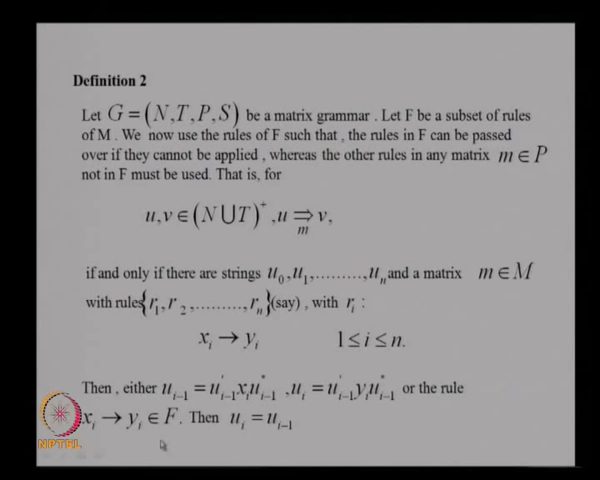 Definition 2
Let G = (N,T,P,S) be a matrix grammar . Let F be a subset of rules
of M . We now use the rules of F such that , the rules in F can be passed
over if they cannot be applied , whereas the other rules in any matrix m ∈ P
not in F must be used. That is, for
u,v ∈ (N ∪ T)⁺ , u ⇒ v,
m
if and only if there are strings u₀ , u₁ ,.........,uₙ and a matrix m ∈ M
with rules {r₁, r ₂ ,.........,rₙ} (say) , with rᵢ :
xᵢ → yᵢ 1 ≤ i ≤ n.
Then , either uᵢ₋₁ = u'ᵢ₋₁xᵢu"ᵢ₋₁ , uᵢ = u'ᵢ₋₁yᵢu"ᵢ₋₁ or the rule
xᵢ → yᵢ ∈ F . Then uᵢ = uᵢ₋₁
NPTEL